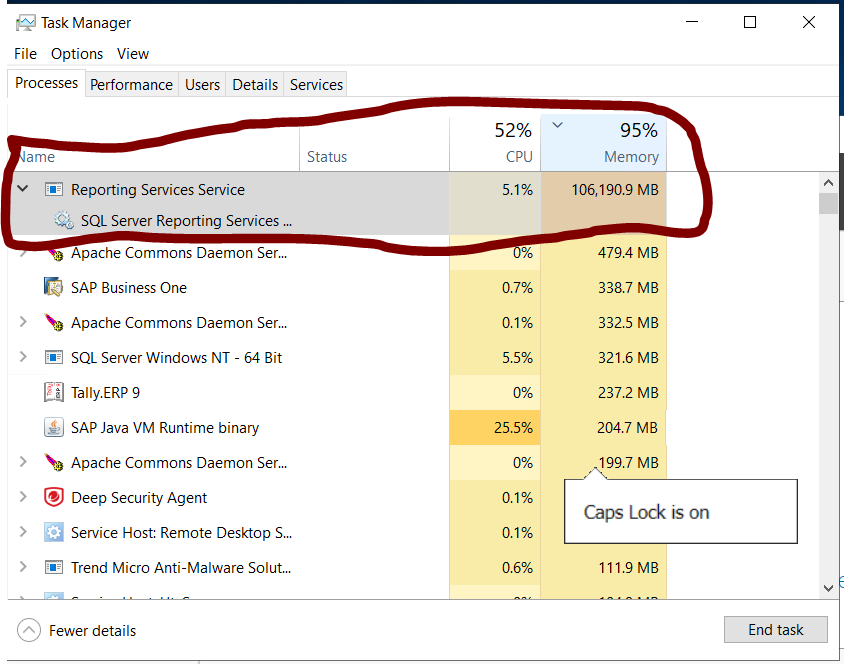 Task Manager
File Options View
Processes Performance Users Details Services
52% 95%
Name Status CPU Memory
Reporting Services Service 5.1% 106,190.9 MB
SQL Server Reporting Services ...
Apache Commons Daemon Ser... 0% 479.4 MB
SAP Business One 0.7% 338.7 MB
Apache Commons Daemon Ser... 0.1% 332.5 MB
SQL Server Windows NT - 64 Bit 5.5% 321.6 MB
Tally.ERP 9 0% 237.2 MB
SAP Java VM Runtime binary 25.5% 204.7 MB
Apache Commons Daemon Ser... 0% 199.7 MB
Deep Security Agent 0.1%
Caps Lock is on
Service Host: Remote Desktop S... 0.1%
Trend Micro Anti-Malware Solut... 0.6% 111.9 MB
Fewer details End task